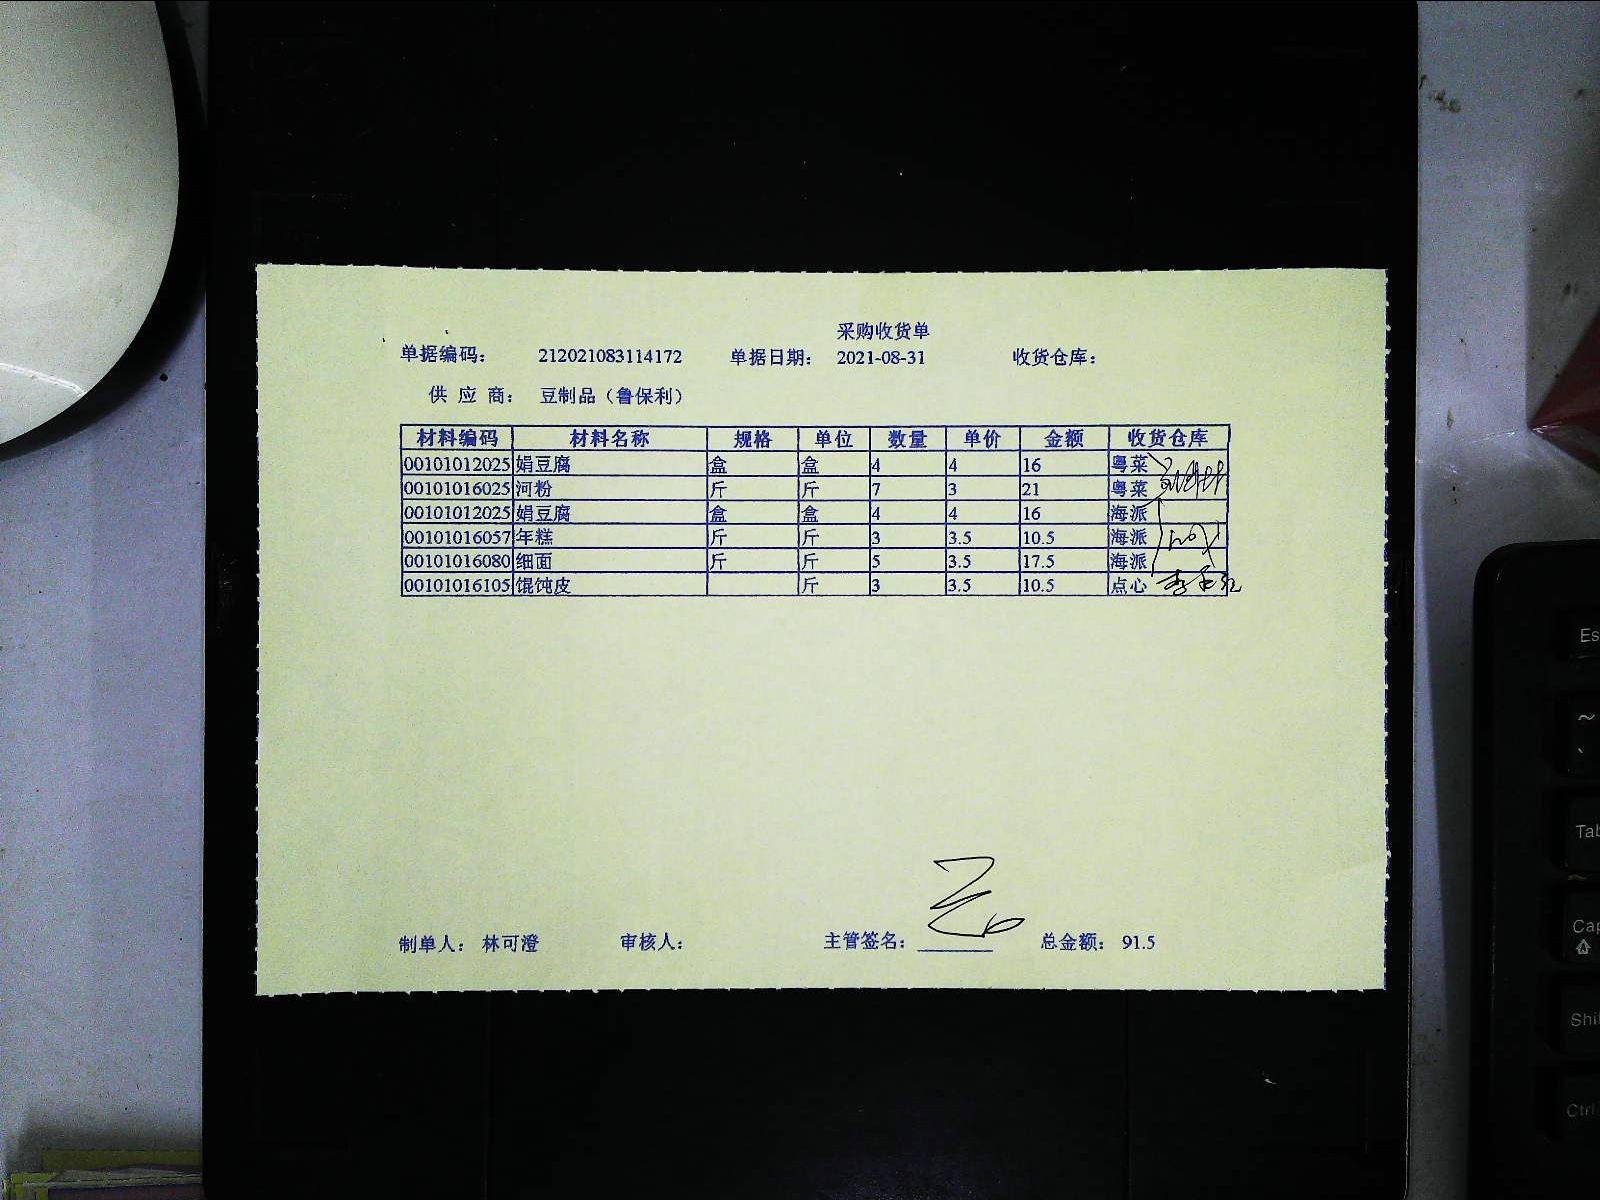 采购收货单
单据编码： 212021083114172 单据日期： 2021-08-31 收货仓库：
供 应 商： 豆制品（鲁保利）
材料编码 材料名称 规格 单位 数量 单价 金额 收货仓库
00101012025 娟豆腐 盒 盒 4 4 16 粤菜
00101016025 河粉 斤 斤 7 3 21 粤菜
00101012025 娟豆腐 盒 盒 4 4 16 海派
00101016057 年糕 斤 斤 3 3.5 10.5 海派
00101016080 细面 斤 斤 5 3.5 17.5 海派
00101016105 馄饨皮 斤 3 3.5 10.5 点心
制单人： 林可澄 审核人： 主管签名： 总金额： 91.5
Es
~
、
Tab
Cap
Shi
Ctrl